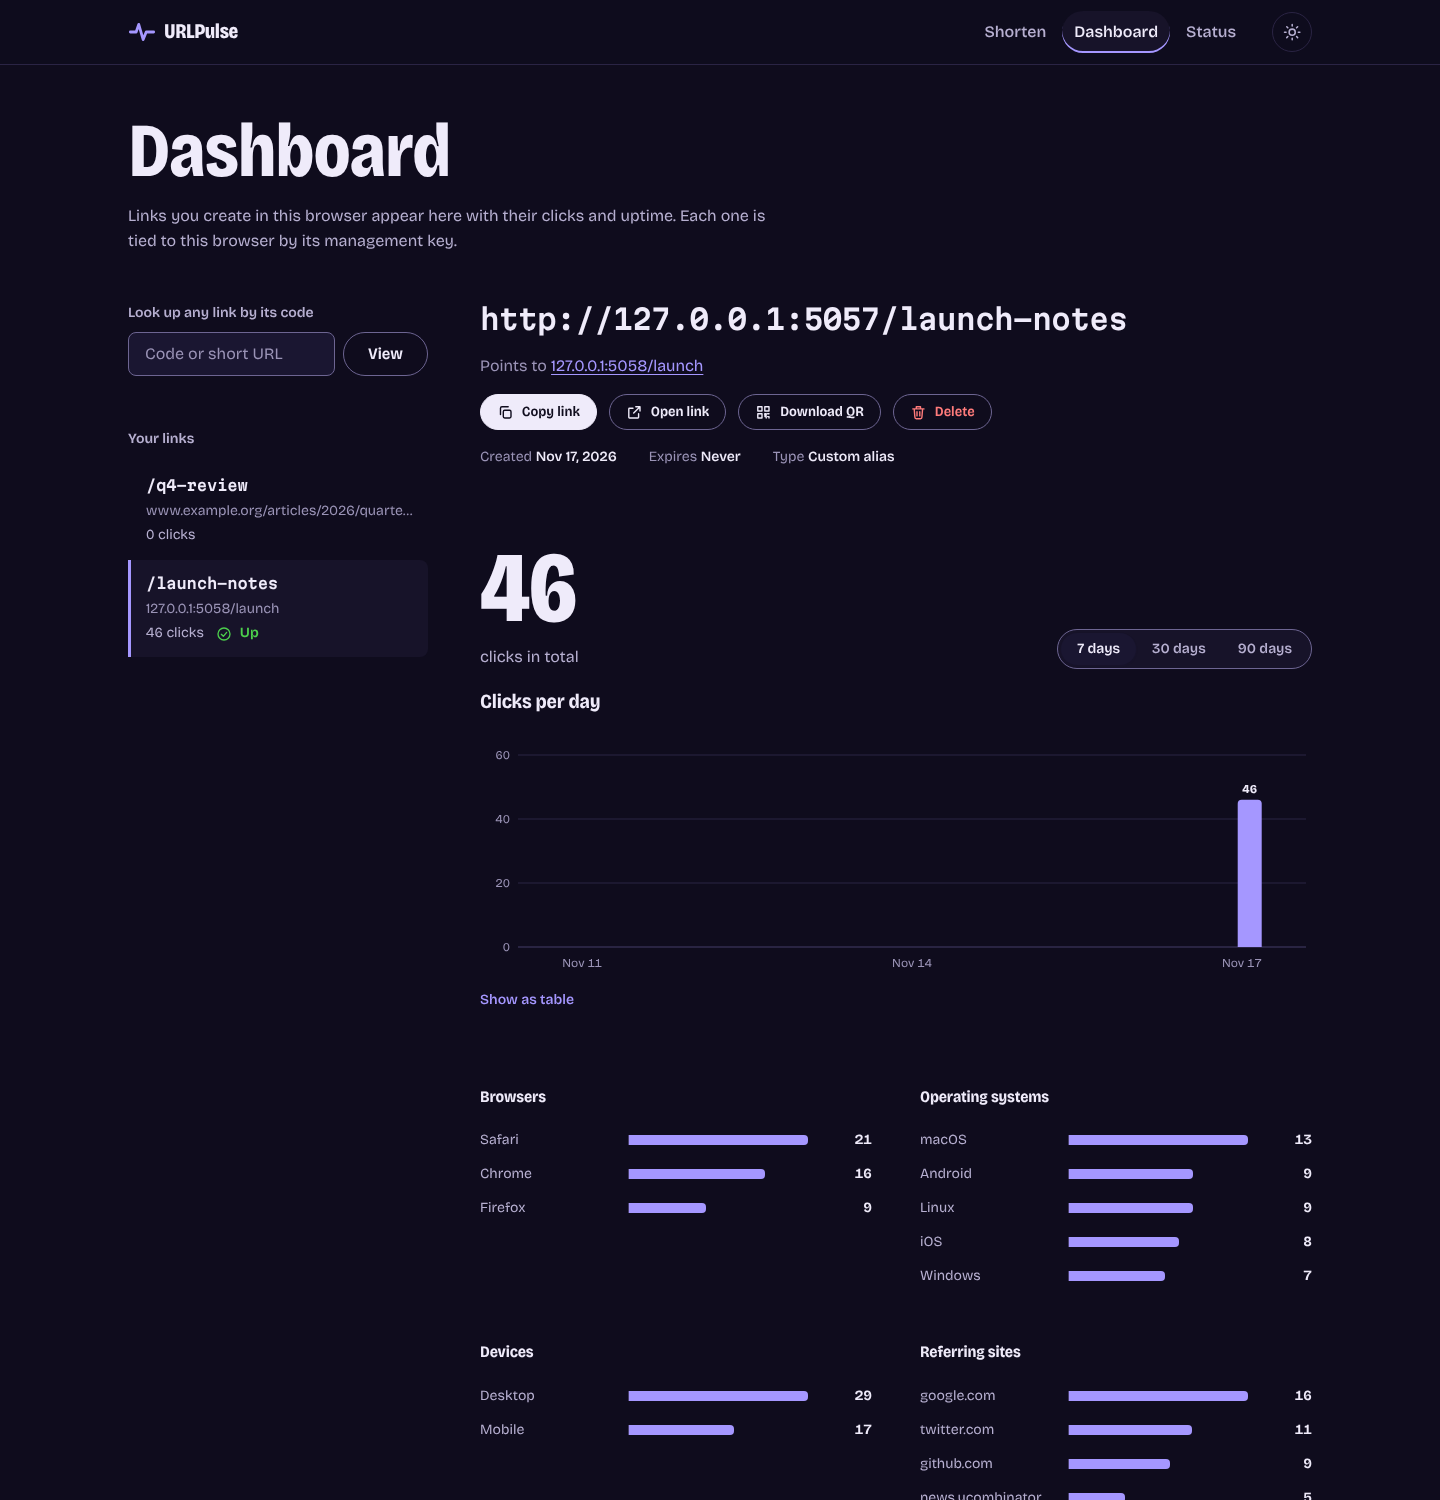 URLPulse
Shorten
Dashboard
Status
Dashboard
Links you create in this browser appear here with their clicks and uptime. Each one is
tied to this browser by its management key.
Look up any link by its code
Code or short URL
View
Your links
/q4-review
www.example.org/articles/2026/quarte...
0 clicks
/launch-notes
127.0.0.1:5058/launch
46 clicks
Up
http://127.0.0.1:5057/launch-notes
Points to 127.0.0.1:5058/launch
Copy link
Open link
Download QR
Delete
Created Nov 17, 2026
Expires Never
Type Custom alias
46
clicks in total
7 days
30 days
90 days
Clicks per day
60
46
40
20
0
Nov 11
Nov 14
Nov 17
Show as table
Browsers
Safari 21
Chrome 16
Firefox 9
Operating systems
macOS 13
Android 9
Linux 9
iOS 8
Windows 7
Devices
Desktop 29
Mobile 17
Referring sites
google.com 16
twitter.com 11
github.com 9
news.ycombinator 5